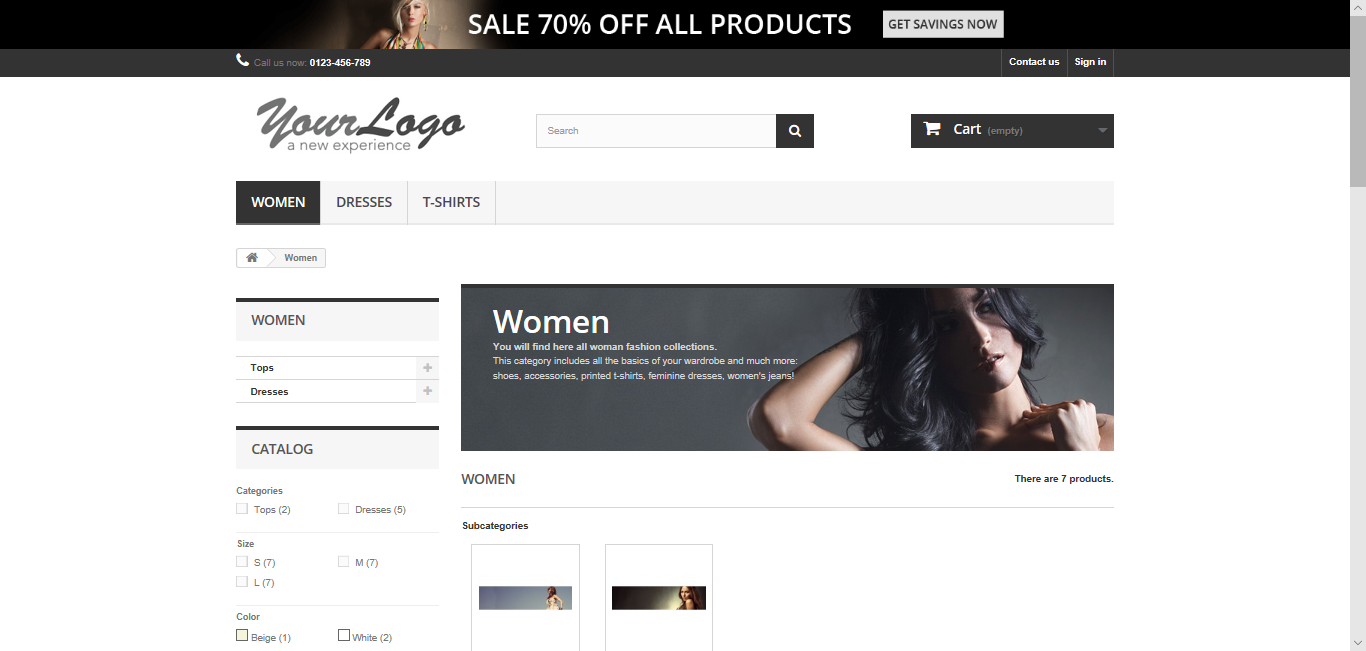 SALE 70% OFF ALL PRODUCTS
GET SAVINGS NOW
Call us now: 0123-456-789
Contact us
Sign in
YourLogo
a new experience
Search
Cart (empty)
WOMEN
DRESSES
T-SHIRTS
Women
WOMEN
Tops
Dresses
CATALOG
Categories
Tops (2)
Dresses (5)
Size
S (7)
M (7)
L (7)
Color
Beige (1)
White (2)
Women
You will find here all woman fashion collections.
This category includes all the basics of your wardrobe and much more:
shoes, accessories, printed t-shirts, feminine dresses, women's jeans!
WOMEN
There are 7 products.
Subcategories